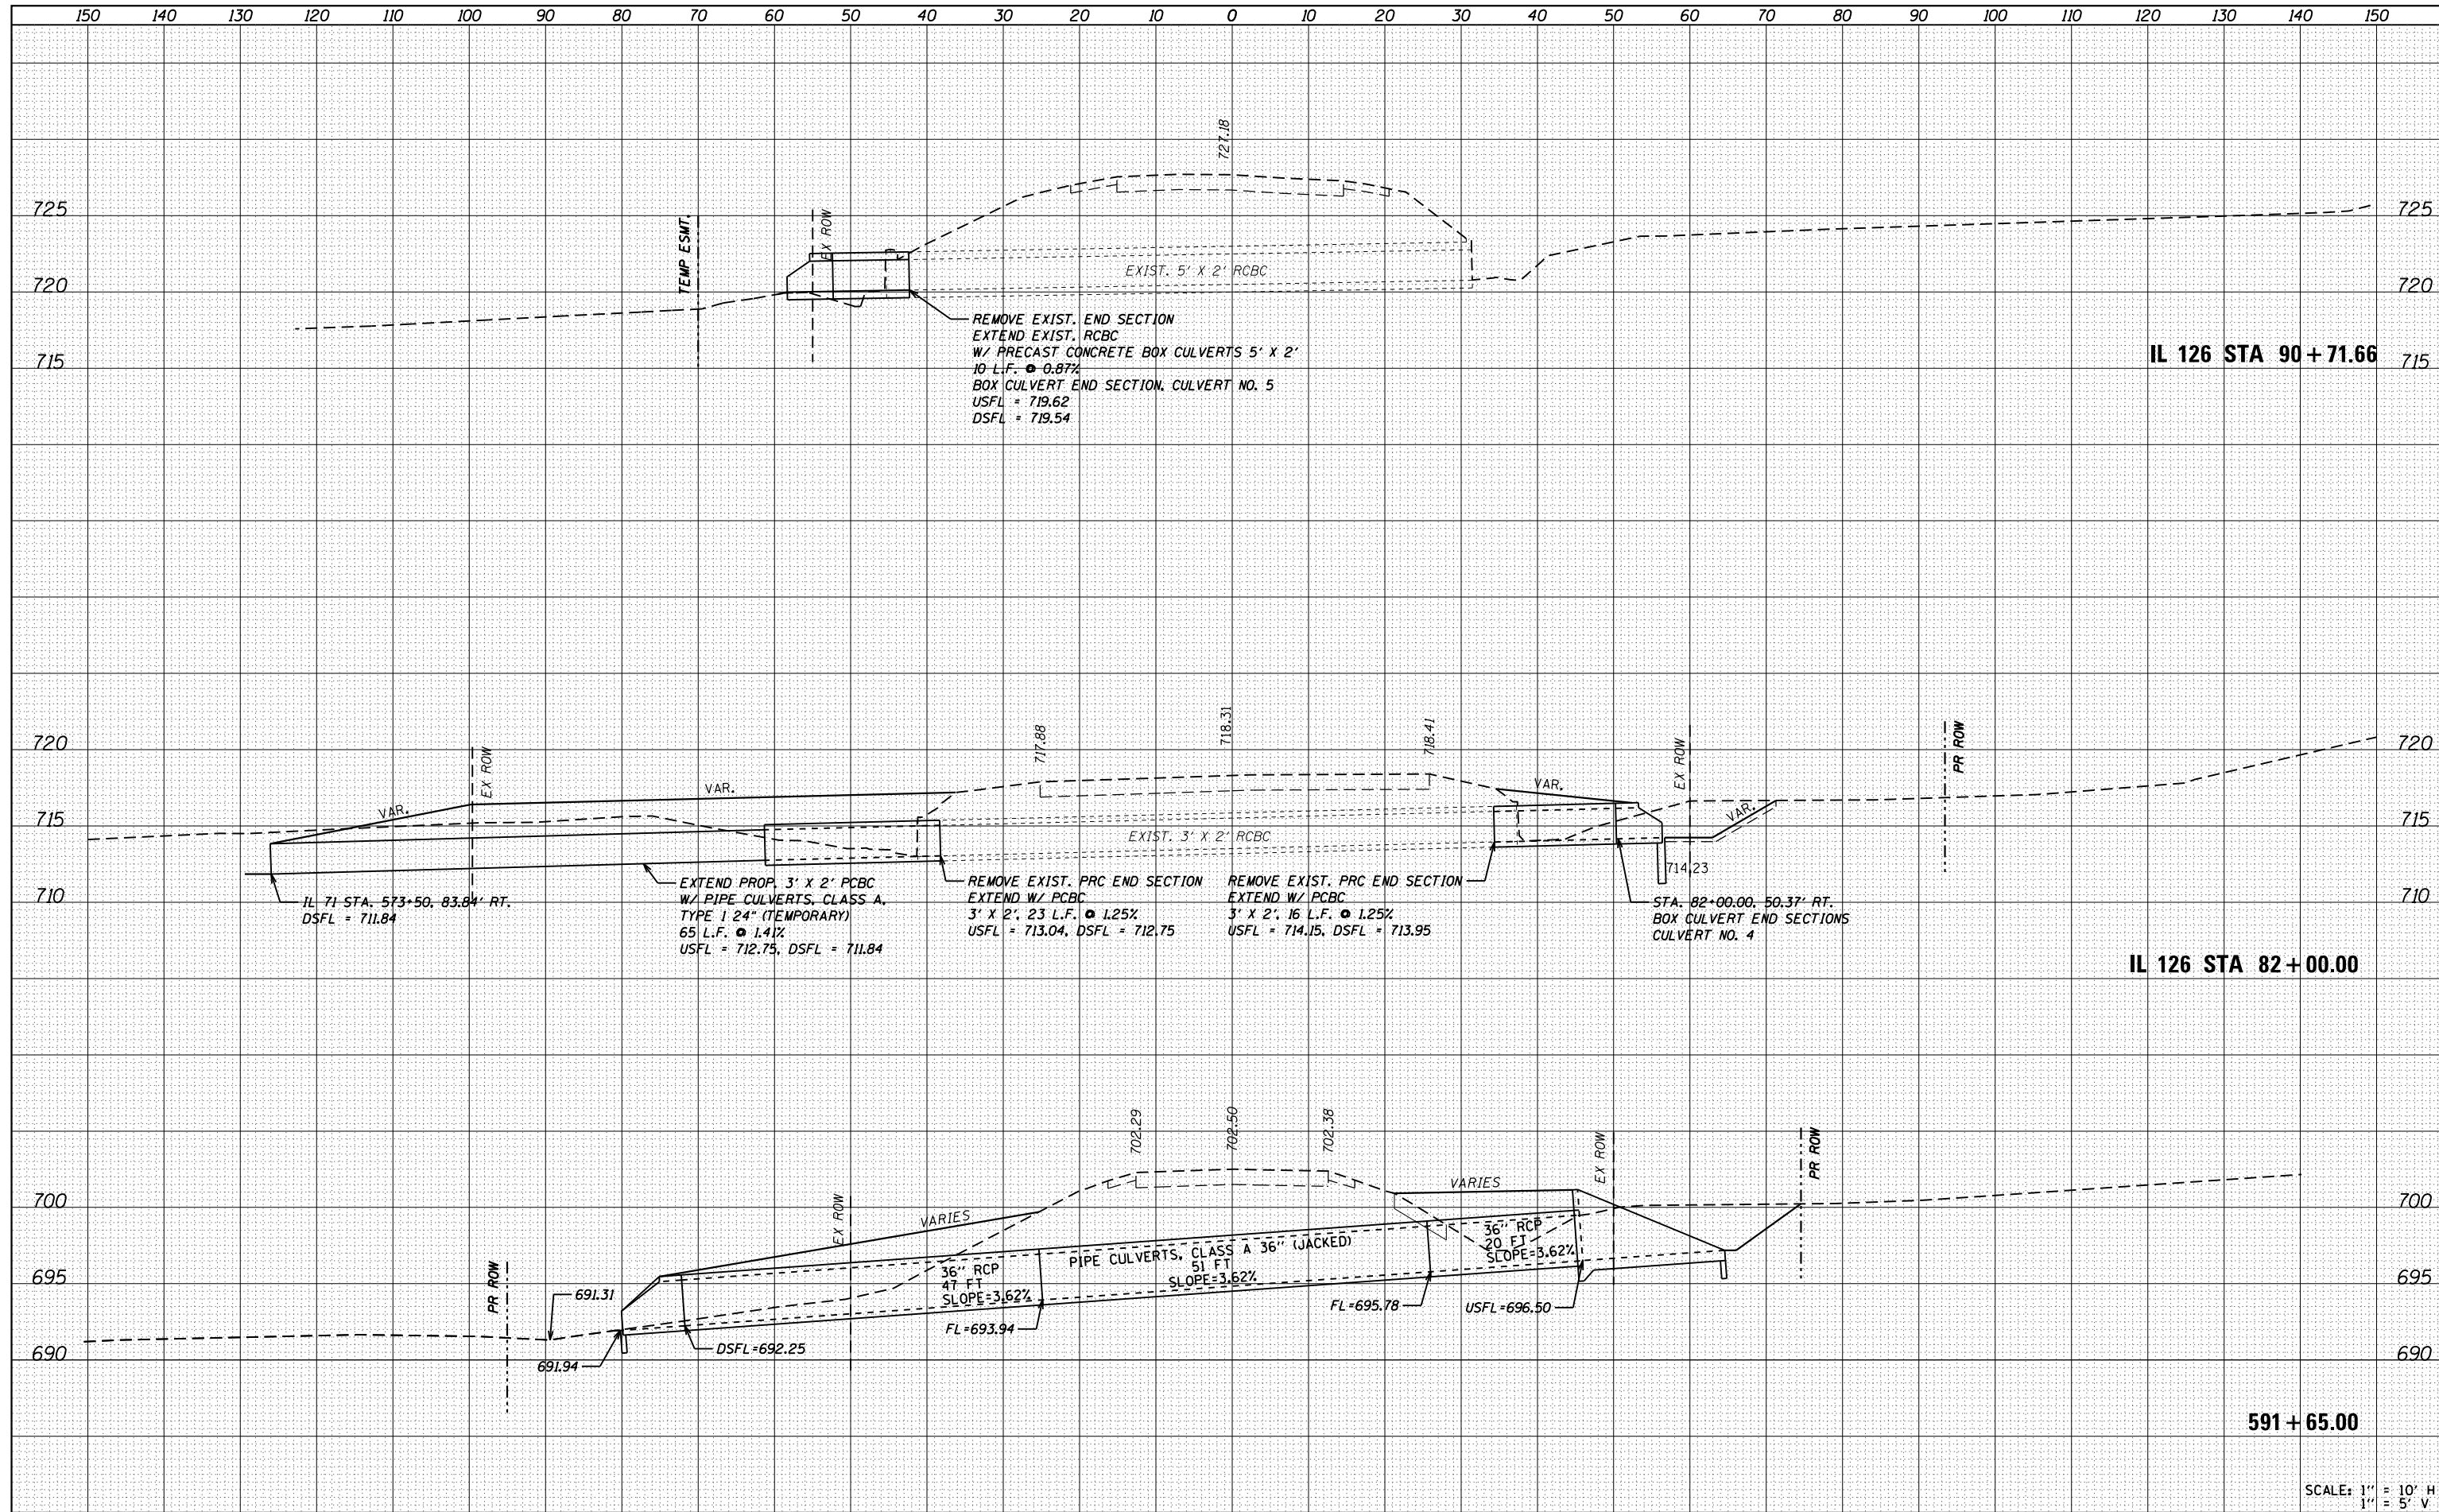 150 140 130 120 110 100 90 80 70 60 50 40 30 20 10 0 10 20 30 40 50 60 70 80 90 100 110 120 130 140 150
727.18
725 725
TEMP ESMT.
EX ROW
EXIST. 5' X 2' RCBC
720 720
REMOVE EXIST. END SECTION
EXTEND EXIST. RCBC
W/ PRECAST CONCRETE BOX CULVERTS 5' X 2'
10 L.F. @ 0.87%
BOX CULVERT END SECTION, CULVERT NO. 5
USFL = 719.62
DSFL = 719.54
IL 126 STA 90+71.66
715 715
717.88
718.31
718.41
720 720
EX ROW
EX ROW
PR ROW
VAR.
VAR.
VAR.
VAR.
715 715
EXIST. 3' X 2' RCBC
714.23
710 710
IL 71 STA. 573+50, 83.84' RT.
DSFL = 711.84
EXTEND PROP. 3' X 2' PCBC
W/ PIPE CULVERTS, CLASS A,
TYPE 1 24" (TEMPORARY)
65 L.F. @ 1.41%
USFL = 712.75, DSFL = 711.84
REMOVE EXIST. PRC END SECTION
EXTEND W/ PCBC
3' X 2', 23 L.F. @ 1.25%
USFL = 713.04, DSFL = 712.75
REMOVE EXIST. PRC END SECTION
EXTEND W/ PCBC
3' X 2', 16 L.F. @ 1.25%
USFL = 714.15, DSFL = 713.95
STA. 82+00.00, 50.37' RT.
BOX CULVERT END SECTIONS
CULVERT NO. 4
IL 126 STA 82+00.00
702.29
702.50
702.38
EX ROW
PR ROW
VARIES
700 700
EX ROW
VARIES
36" RCP
20 FT
SLOPE=3.62%
PIPE CULVERTS, CLASS A 36" (JACKED)
51 FT
SLOPE=3.62%
36" RCP
47 FT
SLOPE=3.62%
695 695
PR ROW
691.31
FL=695.78
USFL=696.50
FL=693.94
DSFL=692.25
691.94
690 690
591+65.00
SCALE: 1" = 10' H
1" = 5' V